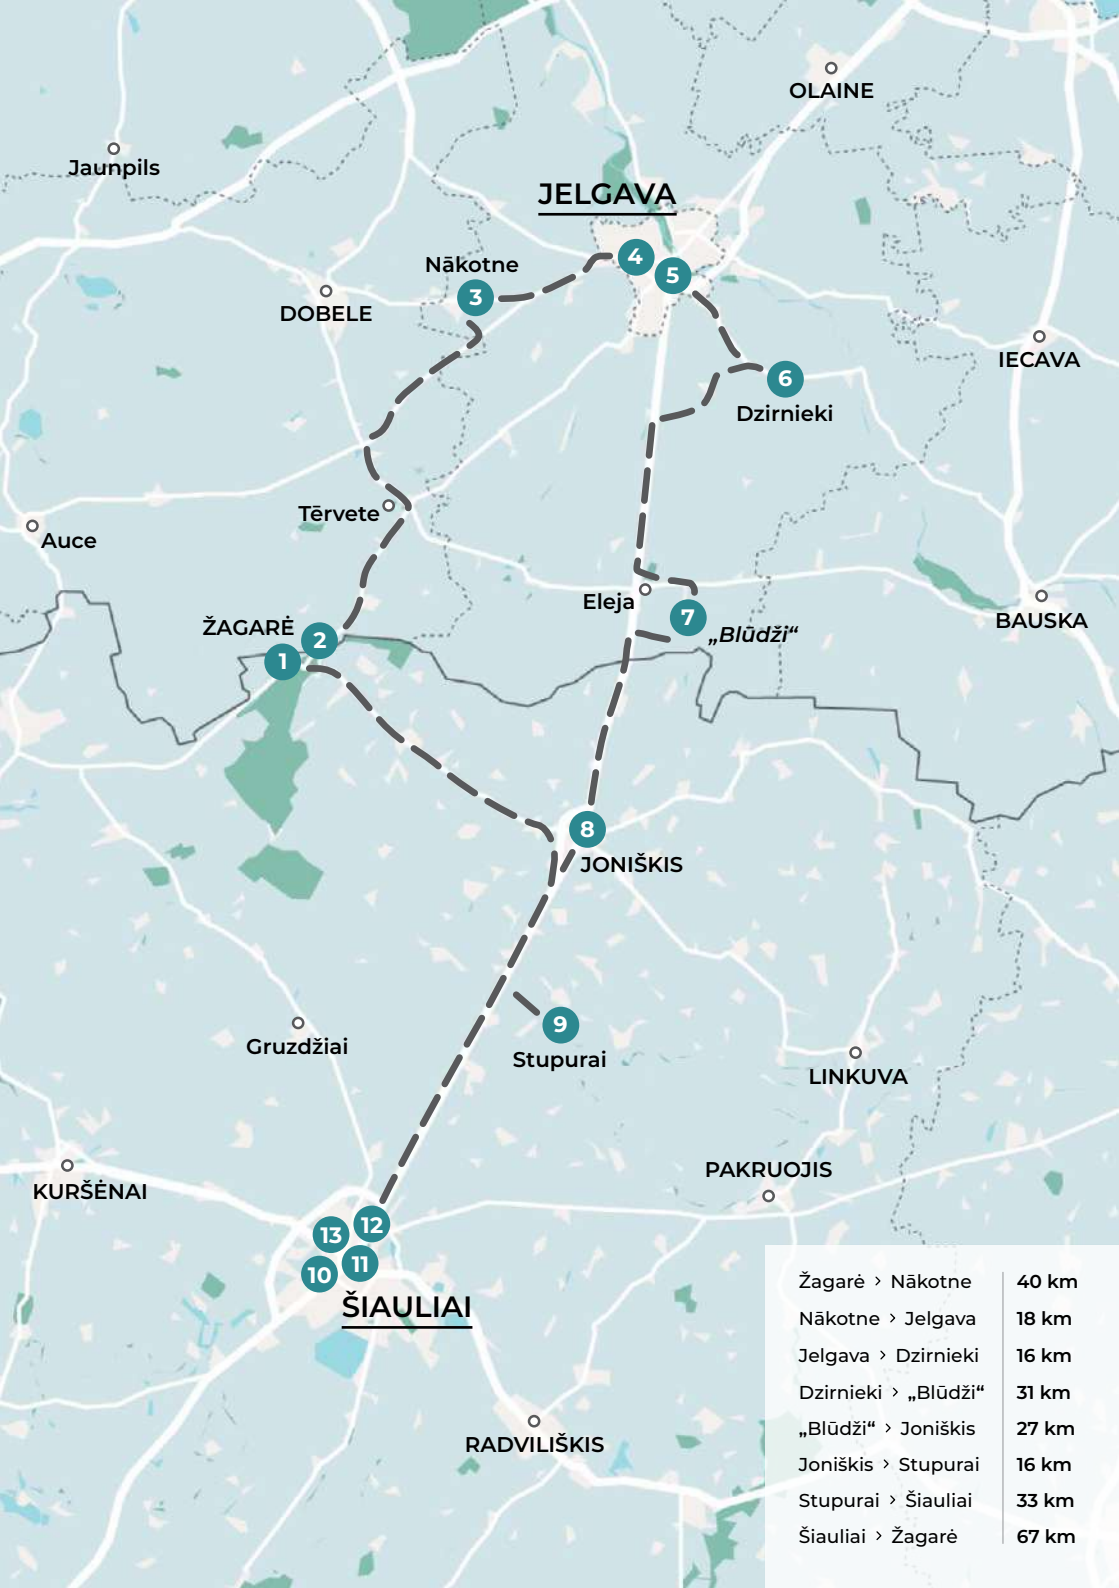 OLAINE
Jaunpils
JELGAVA
4
Nākotne
5
3
DOBELE
IECAVA
6
Dzirnieki
Tērvete
Auce
Eleja
7
BAUSKA
ŽAGARĖ
2
„Blūdži“
1
8
JONIŠKIS
9
Gruzdžiai
Stupurai
LINKUVA
PAKRUOJIS
KURŠĖNAI
12
13
11
10
ŠIAULIAI
RADVILIŠKIS
Žagarė › Nākotne 40 km
Nākotne › Jelgava 18 km
Jelgava › Dzirnieki 16 km
Dzirnieki › „Blūdži“ 31 km
„Blūdži“ › Joniškis 27 km
Joniškis › Stupurai 16 km
Stupurai › Šiauliai 33 km
Šiauliai › Žagarė 67 km